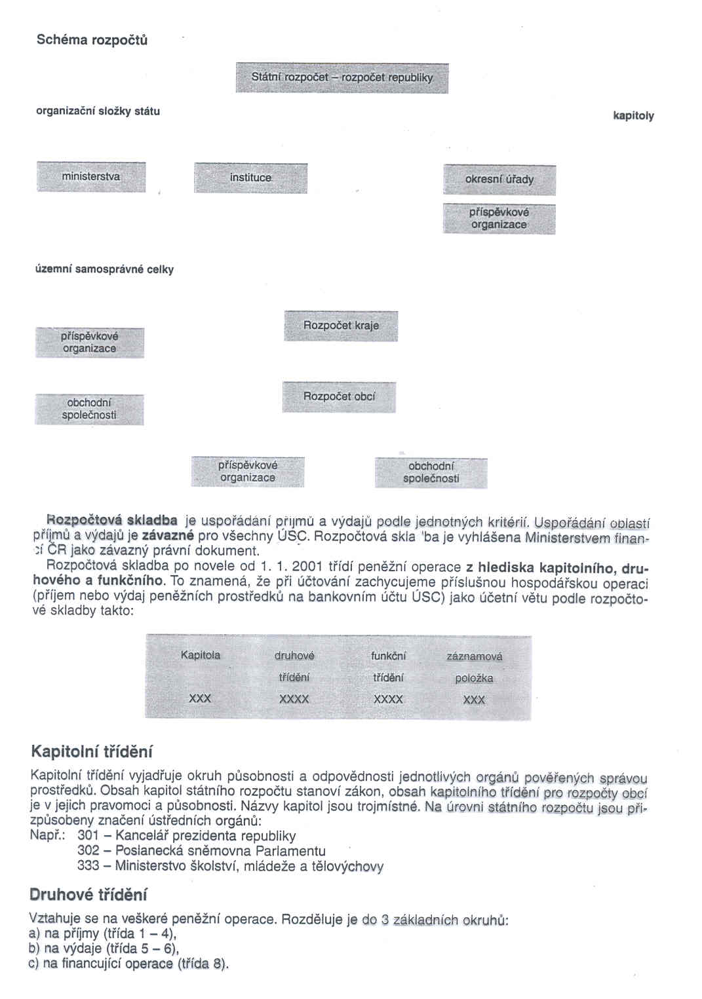 Schéma rozpočtů
Státní rozpočet – rozpočet republiky
organizační složky státu
kapitoly
ministerstva
instituce
okresní úřady
příspěvkové
organizace
územní samosprávné celky
Rozpočet kraje
příspěvkové
organizace
Rozpočet obcí
obchodní
společnosti
příspěvkové
organizace
obchodní
společnosti
Rozpočtová skladba je uspořádání příjmů a výdajů podle jednotných kritérií. Uspořádání oblastí
příjmů a výdajů je závazné pro všechny ÚSC. Rozpočtová skla 'ba je vyhlášena Ministerstvem finan-
cí ČR jako závazný právní dokument.
Rozpočtová skladba po novele od 1. 1. 2001 třídí peněžní operace z hlediska kapitolního, dru-
hového a funkčního. To znamená, že při účtování zachycujeme příslušnou hospodářskou operaci
(příjem nebo výdaj peněžních prostředků na bankovním účtu ÚSC) jako účetní větu podle rozpočto-
vé skladby takto:
Kapitola druhové funkční záznamová
třídění třídění položka
XXX XXXX XXXX XXX
Kapitolní třídění
Kapitolní třídění vyjadřuje okruh působnosti a odpovědnosti jednotlivých orgánů pověřených správou
prostředků. Obsah kapitol státního rozpočtu stanoví zákon, obsah kapitolního třídění pro rozpočty obcí
je v jejich pravomoci a působnosti. Názvy kapitol jsou trojmístné. Na úrovni státního rozpočtu jsou při-
způsobeny značení ústředních orgánů:
Např.: 301 – Kancelář prezidenta republiky
302 – Poslanecká sněmovna Parlamentu
333 – Ministerstvo školství, mládeže a tělovýchovy
Druhové třídění
Vztahuje se na veškeré peněžní operace. Rozděluje je do 3 základních okruhů:
a) na příjmy (třída 1 – 4),
b) na výdaje (třída 5 – 6),
c) na financující operace (třída 8).